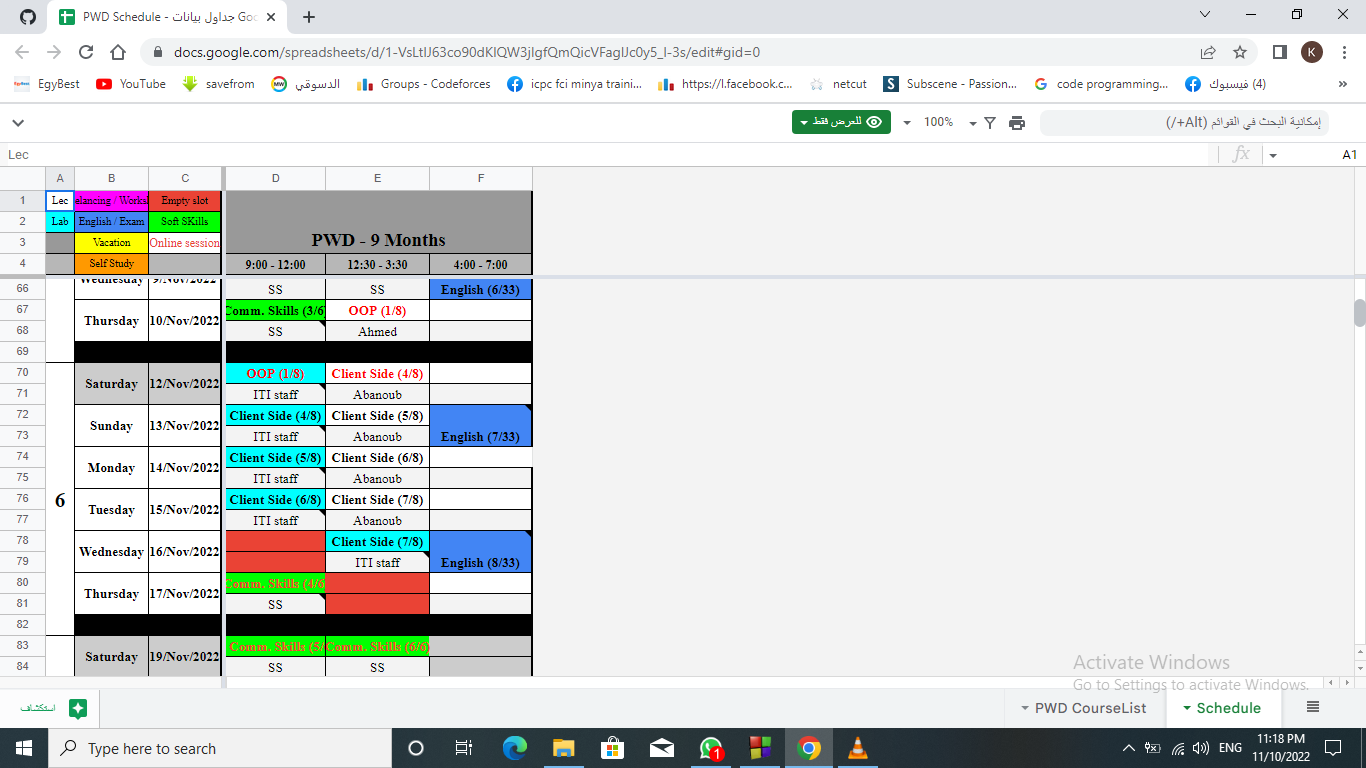 PWD Schedule - جداول بيانات Goo
docs.google.com/spreadsheets/d/1-VsLtIJ63co90dKIQW3jIgfQmQicVFagIJc0y5_I-3s/edit#gid=0
K
EgyBest YouTube savefrom MW الدسوقي Groups - Codeforces icpc fci minya traini... https://l.facebook.c... netcut Subscene - Passion... code programming... (4) فيسبوك »
للعرض فقط 100% إمكانية البحث في القوائم (Alt+/)
Lec fx A1
A B C D E F
1 Lec elancing / Works Empty slot
2 Lab English / Exam Soft SKills
3 Vacation Online session PWD - 9 Months
4 Self Study 9:00 - 12:00 12:30 - 3:30 4:00 - 7:00
66 Wednesday 9/Nov/2022 SS SS English (6/33)
67 Comm. Skills (3/6 OOP (1/8)
Thursday 10/Nov/2022
68 SS Ahmed
69
70 OOP (1/8) Client Side (4/8)
Saturday 12/Nov/2022
71 ITI staff Abanoub
72 Client Side (4/8) Client Side (5/8)
Sunday 13/Nov/2022
73 ITI staff Abanoub English (7/33)
74 Client Side (5/8) Client Side (6/8)
Monday 14/Nov/2022
75 ITI staff Abanoub
76 Client Side (6/8) Client Side (7/8)
6 Tuesday 15/Nov/2022
77 ITI staff Abanoub
78 Client Side (7/8)
Wednesday 16/Nov/2022
79 ITI staff English (8/33)
80 Comm. Skills (4/6
Thursday 17/Nov/2022
81 SS
82
83 Comm. Skills (5/ Comm. Skills (6/6)
Saturday 19/Nov/2022
84 SS SS
Activate Windows
Go to Settings to activate Windows.
استكشاف PWD CourseList Schedule
Type here to search 1 ENG 11:18 PM
11/10/2022